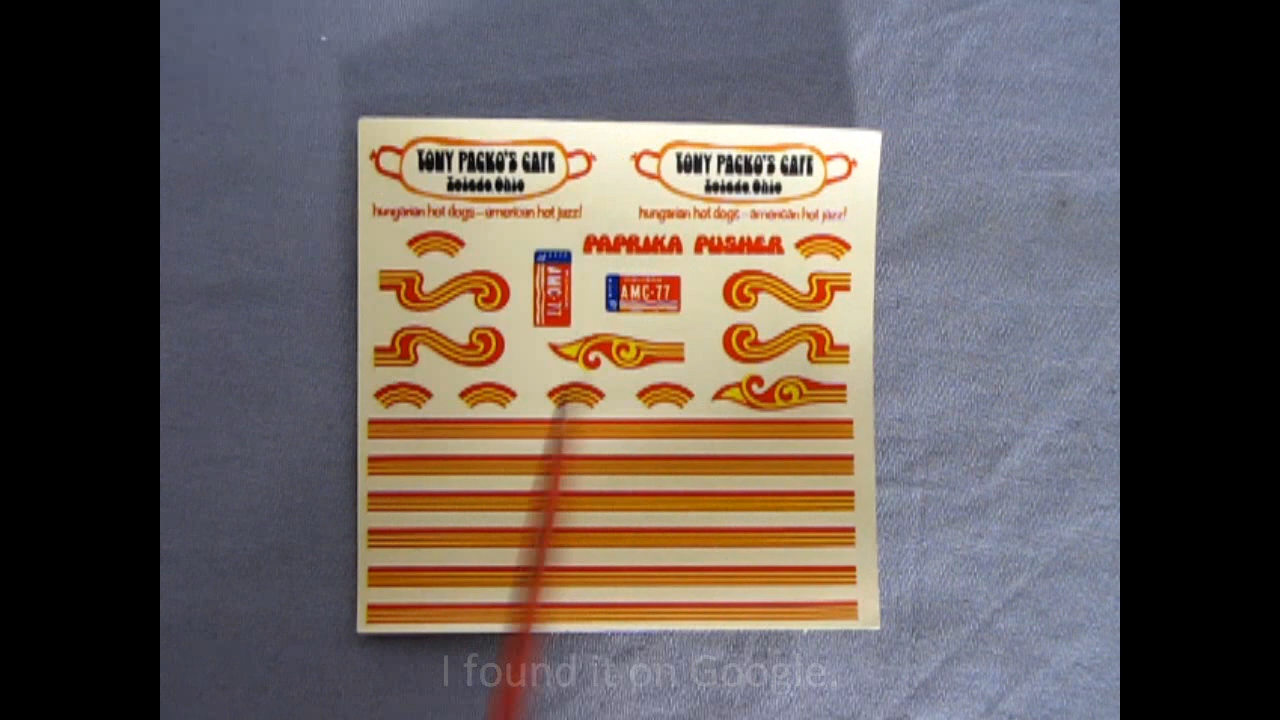 TONY PACKO'S CAFE
Toledo, Ohio
hungarian hot dogs - american hot jazz!
TONY PACKO'S CAFE
Toledo, Ohio
hungarian hot dogs - american hot jazz!
PAPRIKA PUSHER
AMC·77
AMC·77
I found it on Google.